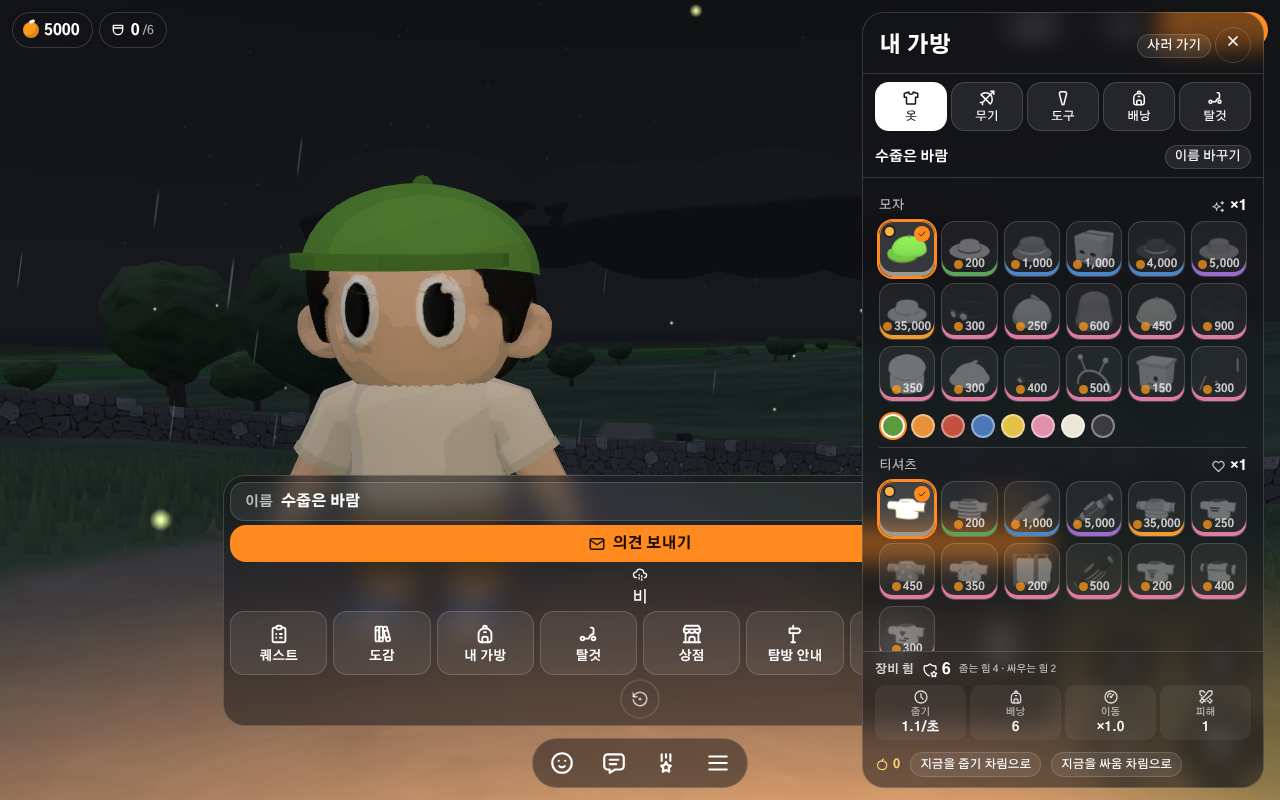 5000
0 /6
내 가방
사러 가기
옷
무기
도구
배낭
탈것
수줍은 바람
이름 바꾸기
모자
×1
200
1,000
1,000
4,000
5,000
35,000
300
250
600
450
900
350
300
400
500
150
300
티셔츠
×1
200
1,000
5,000
35,000
250
450
350
200
500
200
400
300
장비 힘 6 줍는 힘 4 · 싸우는 힘 2
줍기
1.1/초
배낭
6
이동
×1.0
피해
1
0
지금을 줍기 차림으로
지금을 싸움 차림으로
이름 수줍은 바람
의견 보내기
비
퀘스트
도감
내 가방
탈것
상점
탐방 안내